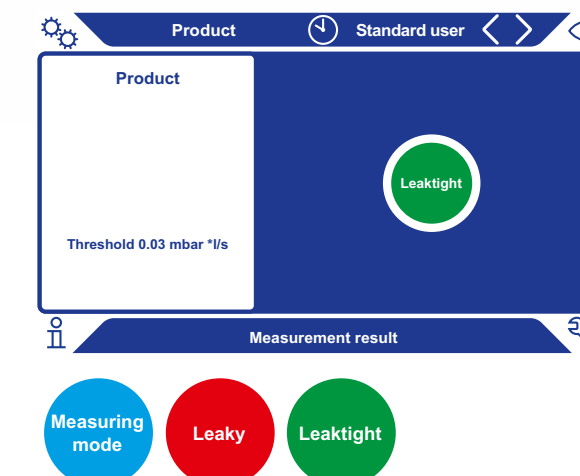 Product
Standard user
Product
Leaktight
Threshold 0.03 mbar *l/s
Measurement result
Measuring
mode
Leaky
Leaktight